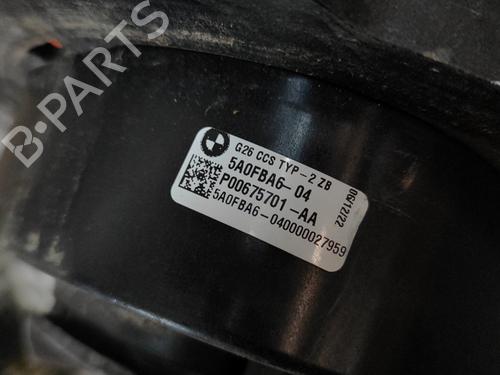 B-PARTS
G26 CCS TYP-2 ZB
5A0FBA6-04
P00675701-AA
5A0FBA6-040000027959
06/12/22